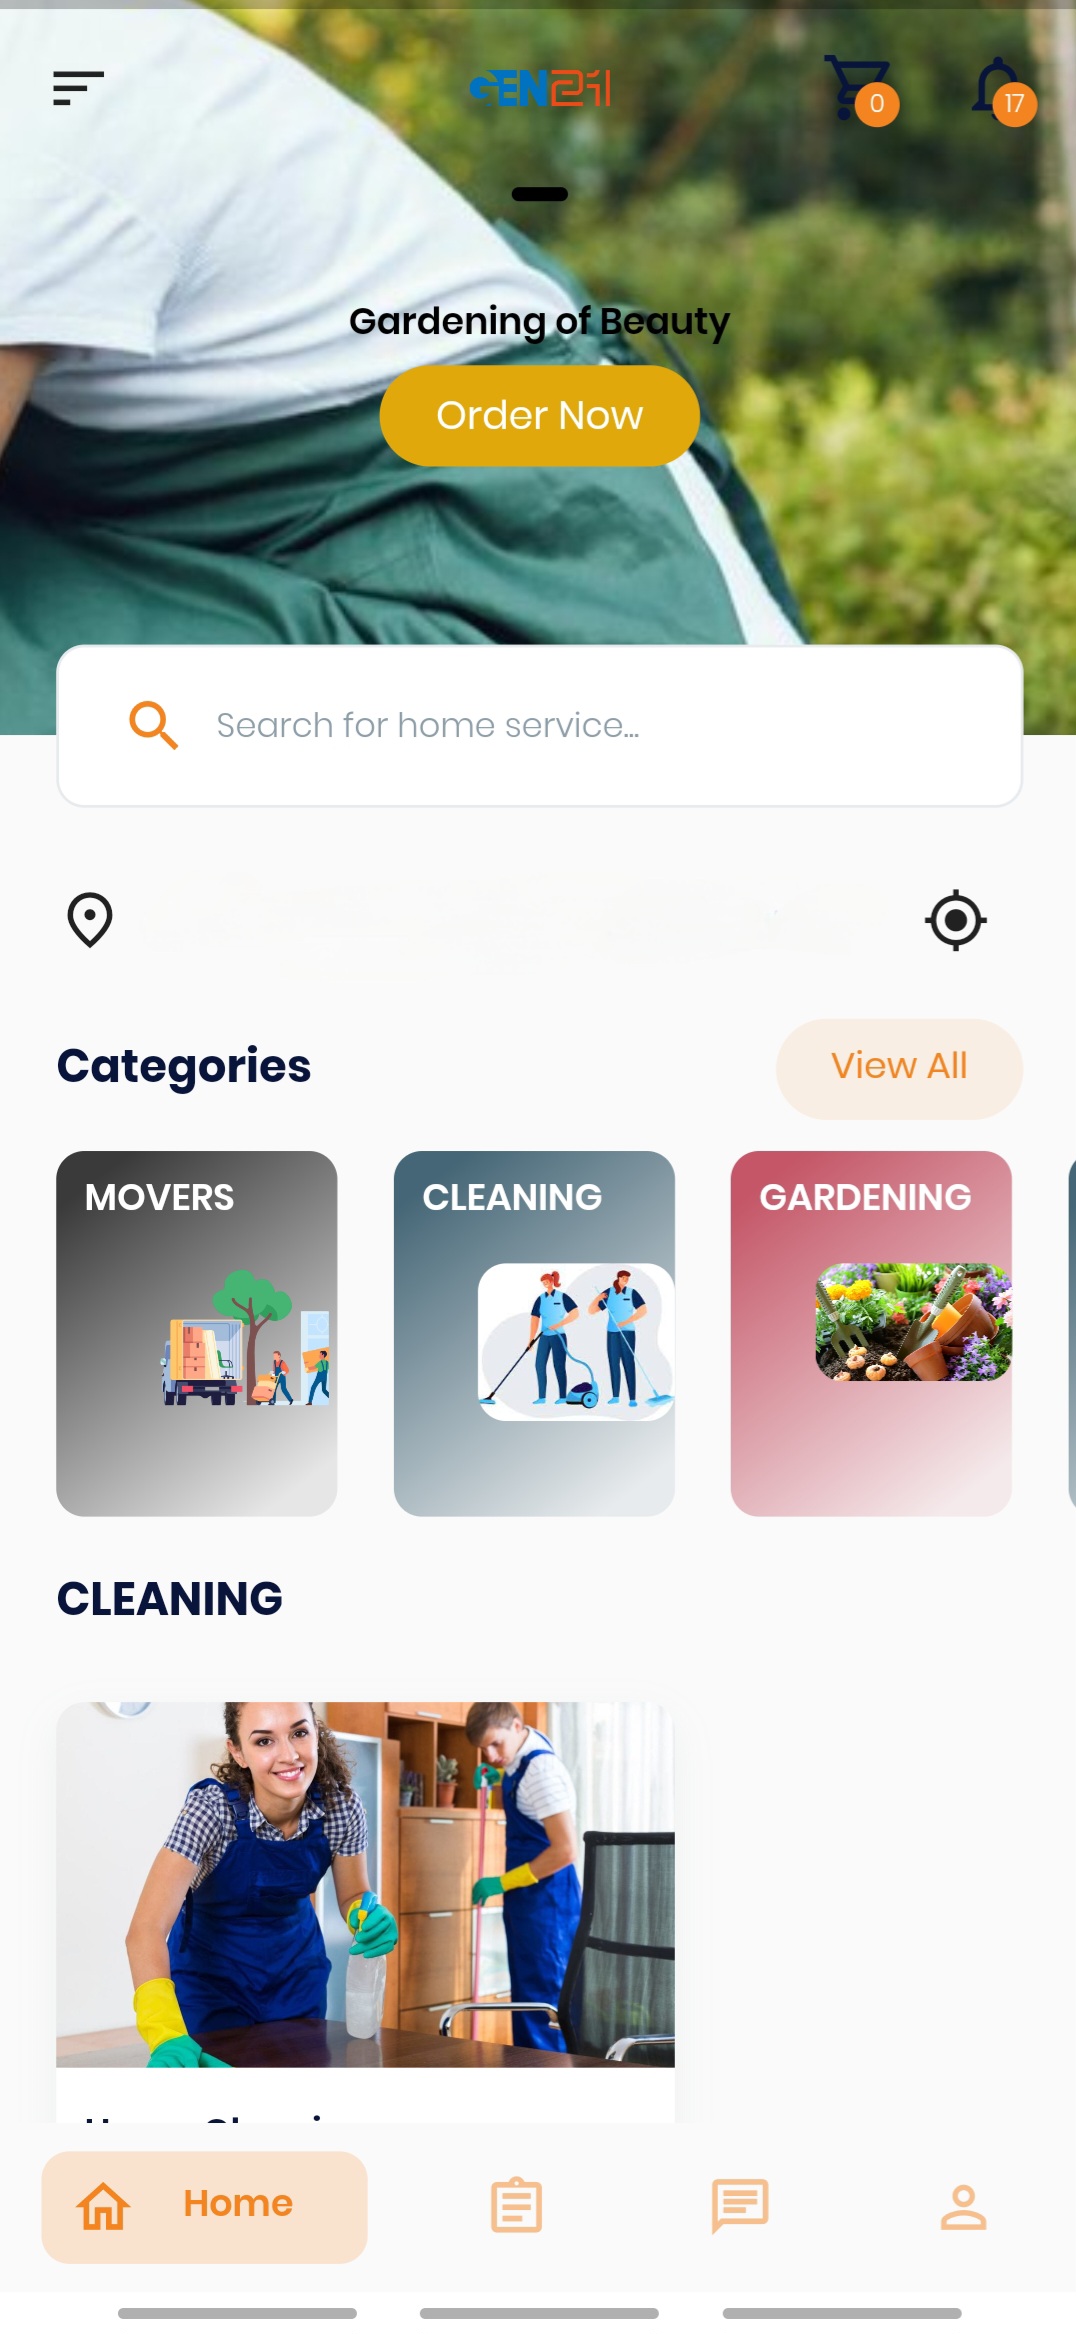 GEN21
0
17
Gardening of Beauty
Order Now
Search for home service...
Categories
View All
MOVERS
CLEANING
GARDENING
CLEANING
Home